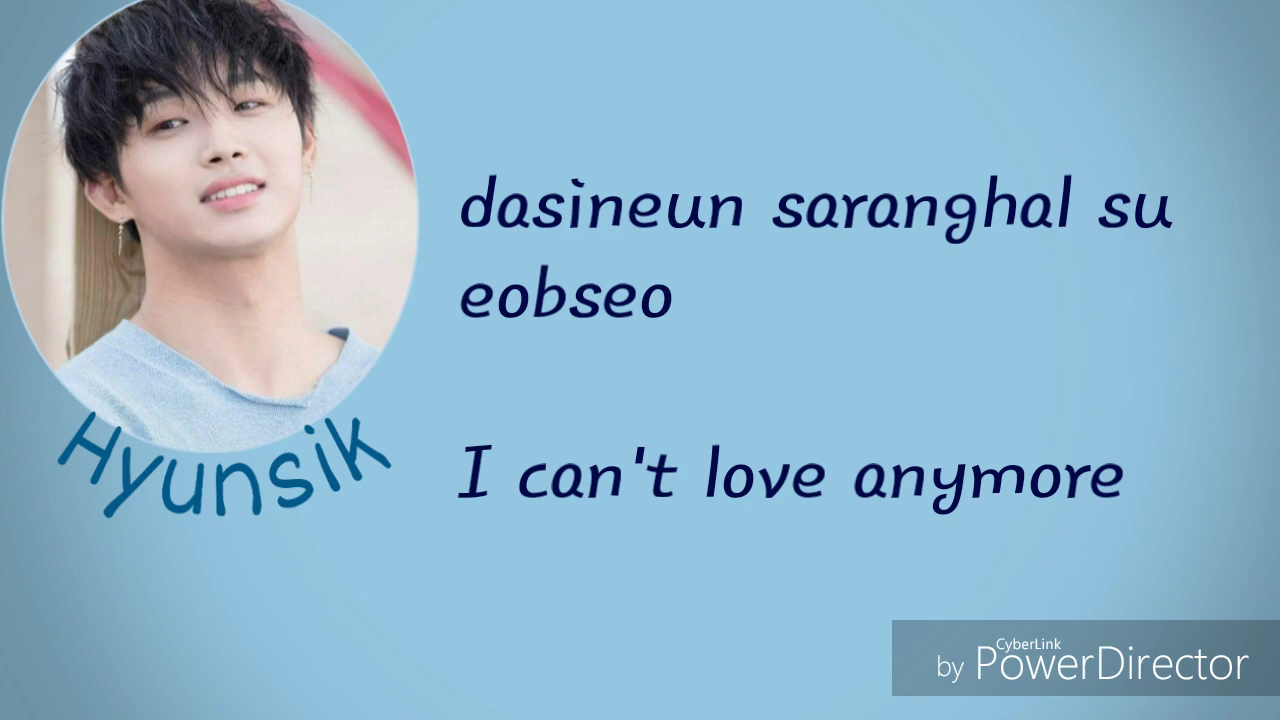 dasineun saranghal su
eobseo
I can't love anymore
Hyunsik
by CyberLink PowerDirector